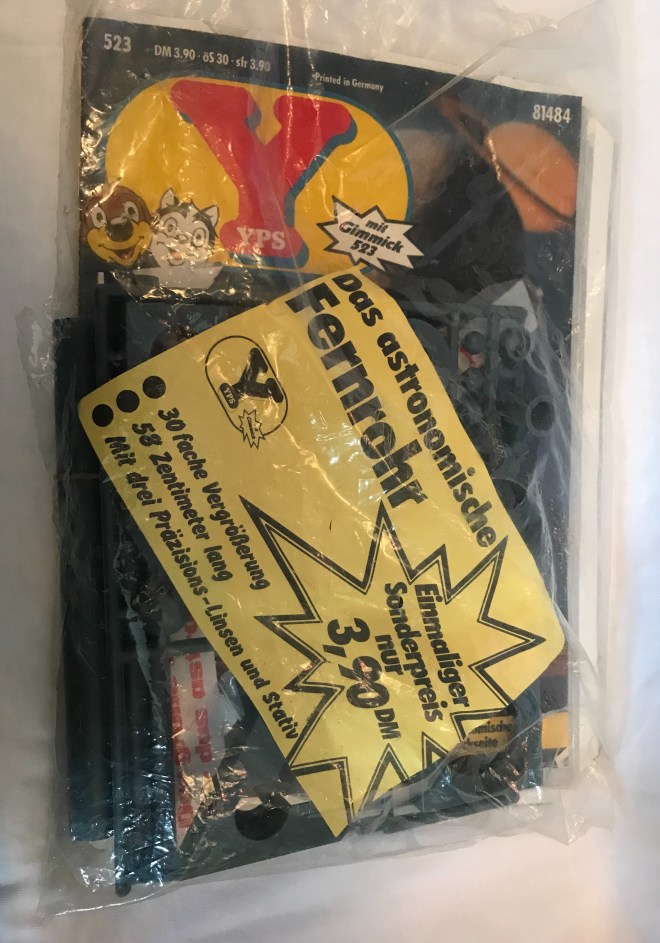 523
DM 3.90 · öS 30 · sfr 3.90
Printed in Germany
81484
Y
YPS
mit
Gimmick
523
Das astronomische
Fernrohr
Y
YPS
30 fache Vergrößerung
58 Zentimeter lang
Mit drei Präzisions-Linsen und Stativ
Einmaliger
Sonderpreis
nur
3,90 DM